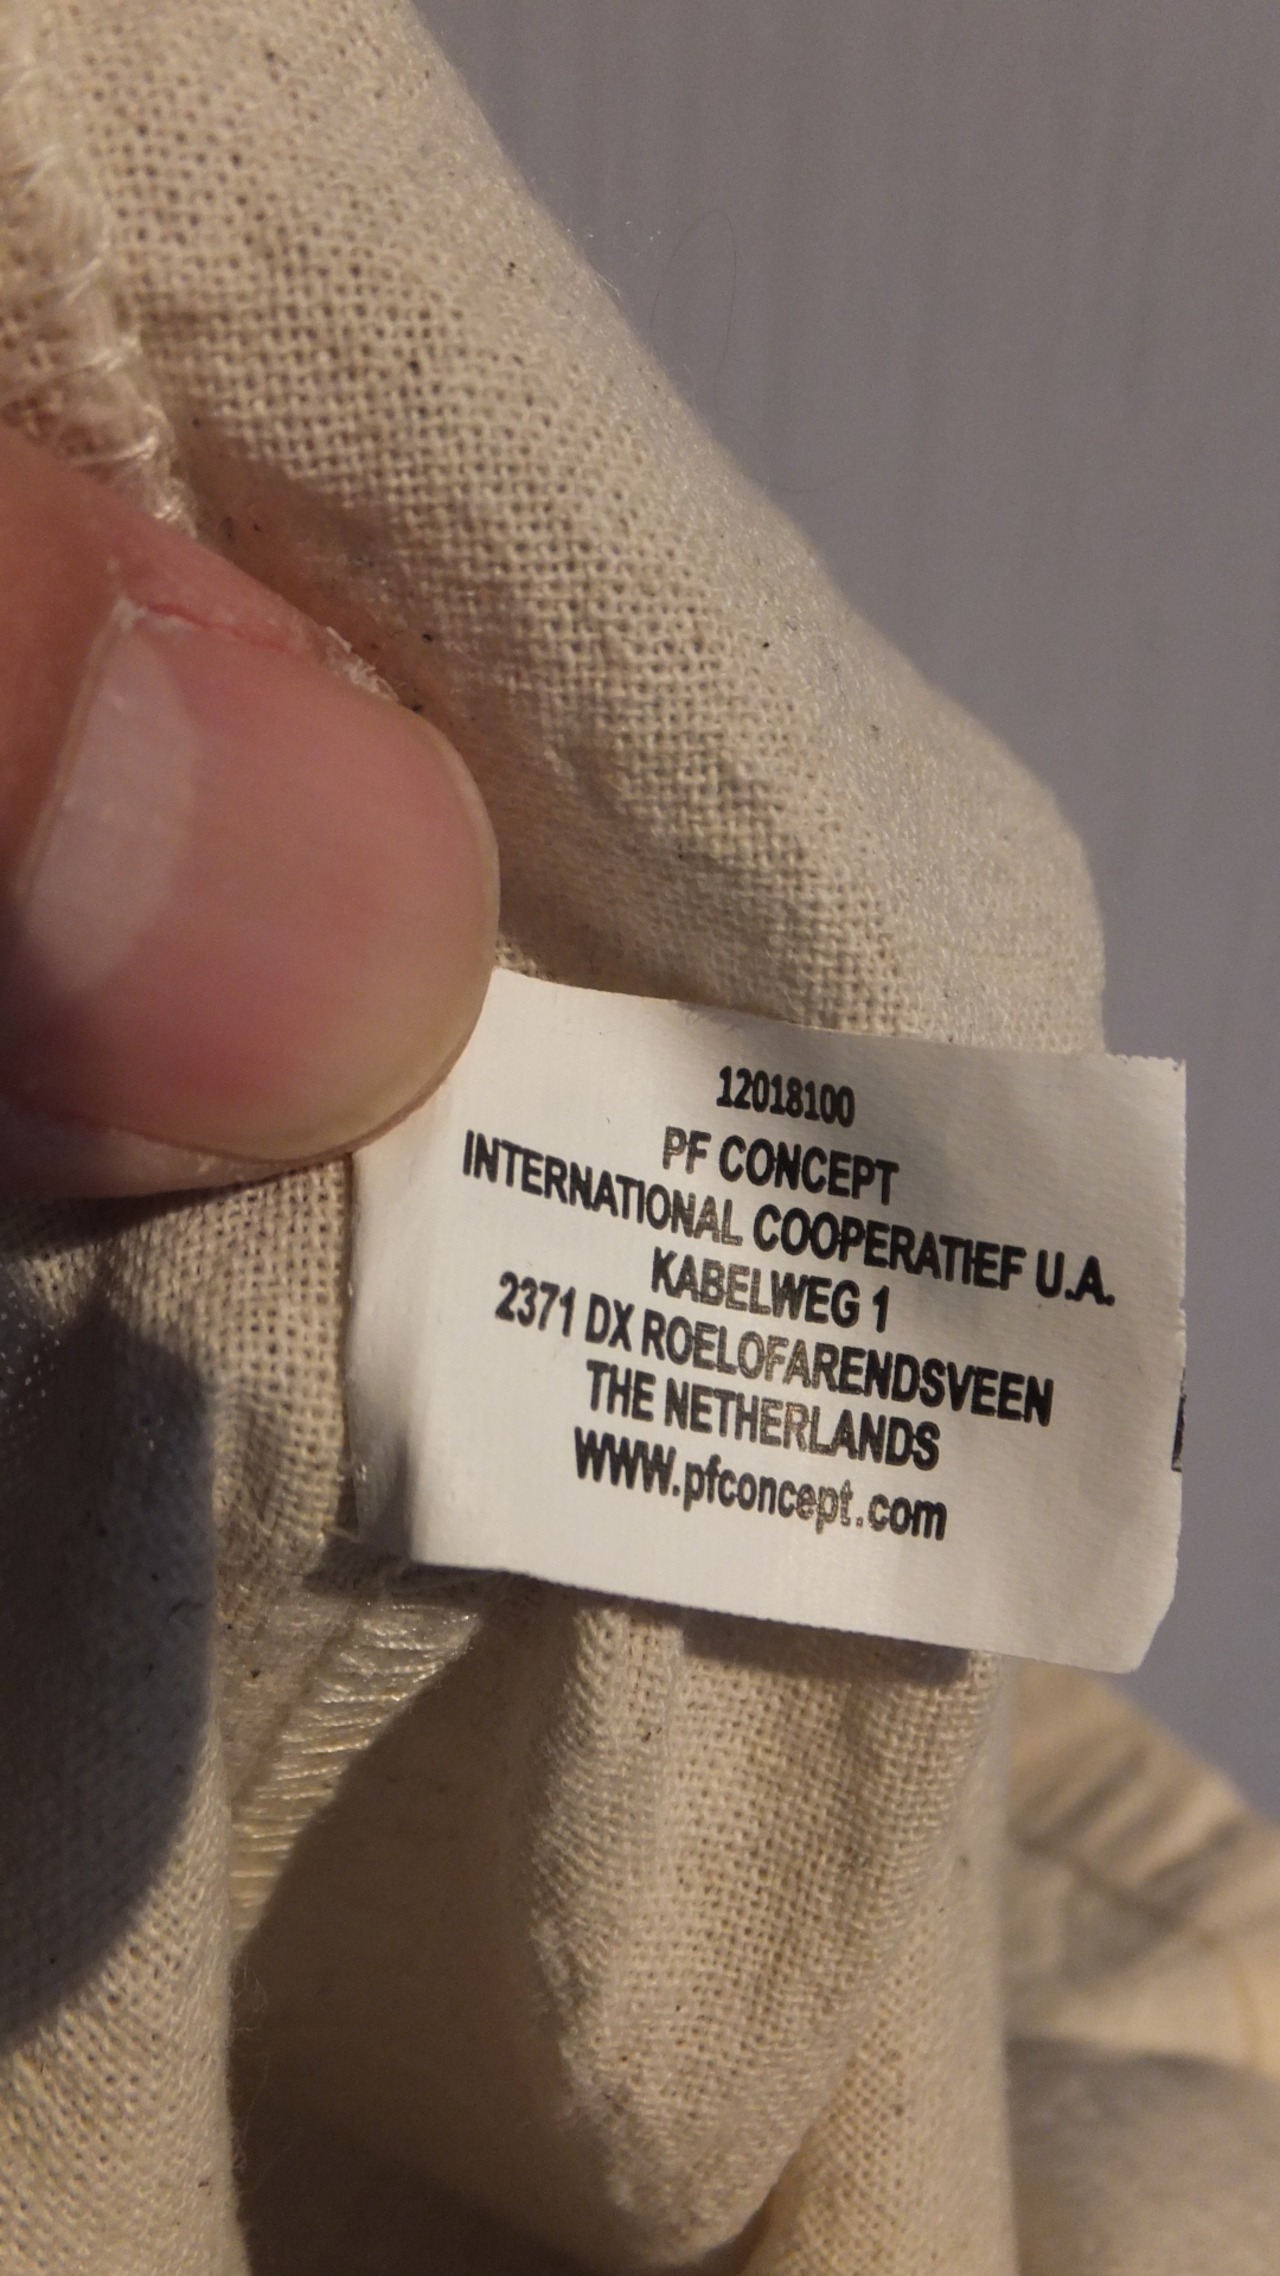 12018100
PF CONCEPT
INTERNATIONAL COOPERATIEF U.A.
KABELWEG 1
2371 DX ROELOFARENDSVEEN
THE NETHERLANDS
WWW.pfconcept.com